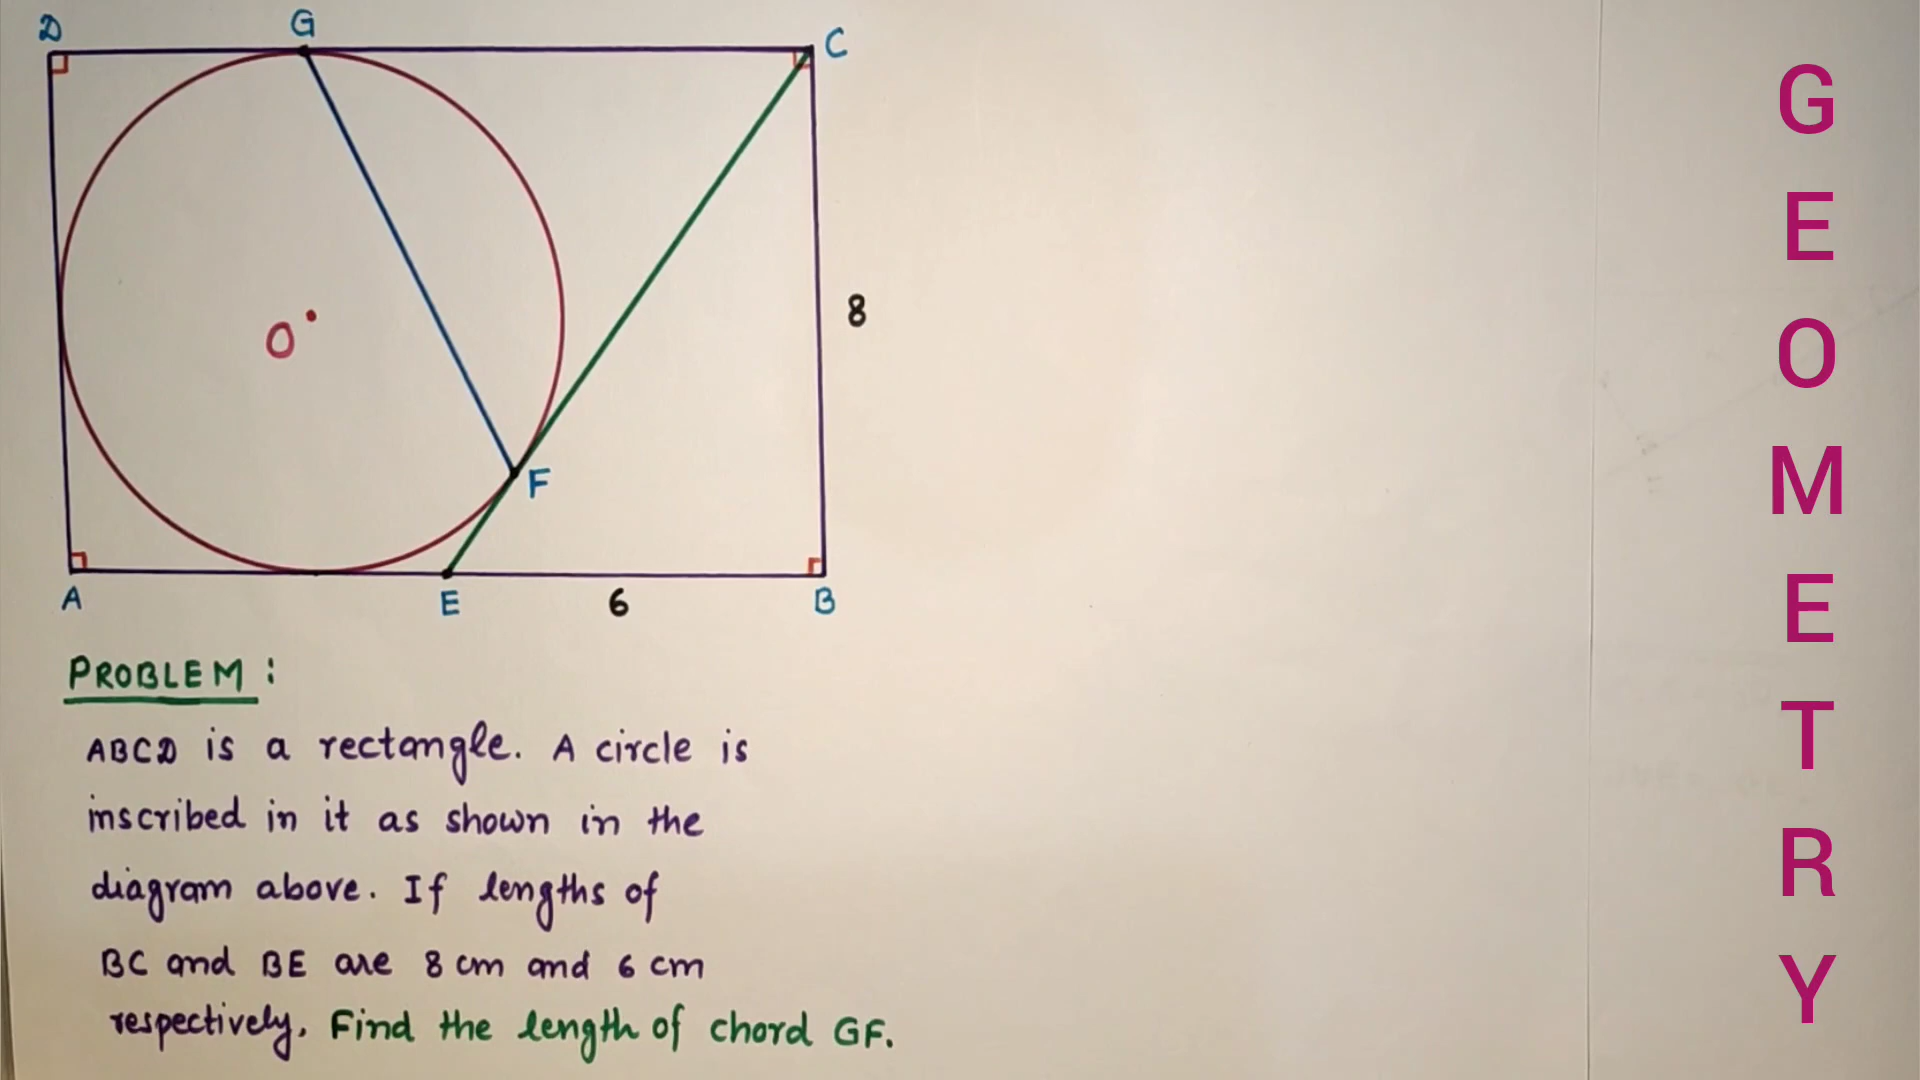 D
G
C
8
O
F
A
E
6
B
PROBLEM :
ABCD is a rectangle. A circle is
inscribed in it as shown in the
diagram above. If lengths of
BC and BE are 8 cm and 6 cm
respectively, Find the length of chord GF.
GEOMETRY